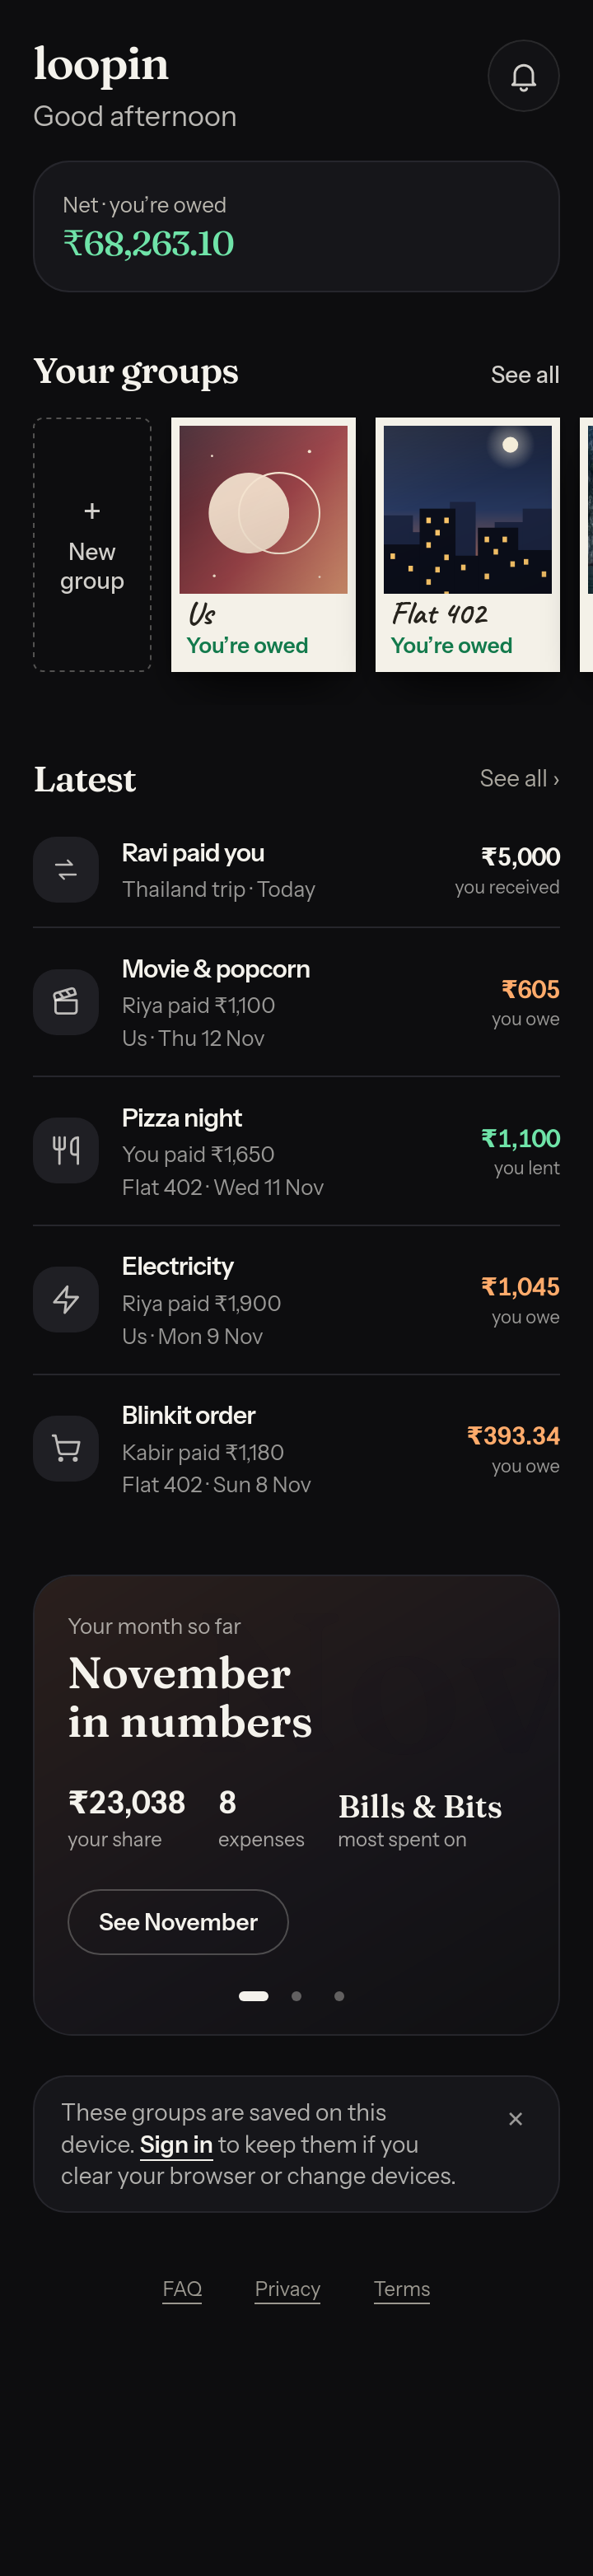 loopin
Good afternoon
Net · you’re owed
₹68,263.10
Your groups
See all
+
New
group
Us
You’re owed
Flat 402
You’re owed
Latest
See all ›
Ravi paid you
Thailand trip · Today
₹5,000
you received
Movie & popcorn
Riya paid ₹1,100
Us · Thu 12 Nov
₹605
you owe
Pizza night
You paid ₹1,650
Flat 402 · Wed 11 Nov
₹1,100
you lent
Electricity
Riya paid ₹1,900
Us · Mon 9 Nov
₹1,045
you owe
Blinkit order
Kabir paid ₹1,180
Flat 402 · Sun 8 Nov
₹393.34
you owe
Your month so far
November
in numbers
₹23,038
your share
8
expenses
Bills & Bits
most spent on
See November
These groups are saved on this
device. Sign in to keep them if you
clear your browser or change devices.
×
FAQ
Privacy
Terms